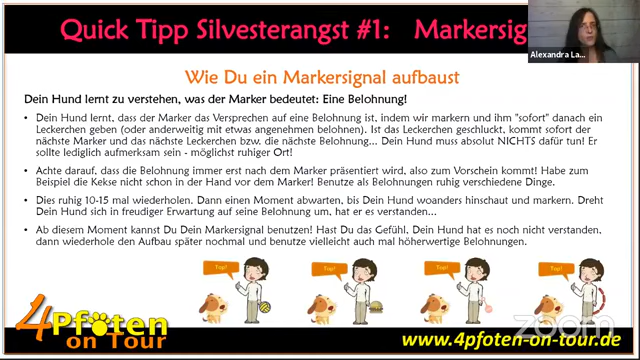 Quick Tipp Silvesterangst #1: Markersig
Alexandra La...
Wie Du ein Markersignal aufbaust
Dein Hund lernt zu verstehen, was der Marker bedeutet: Eine Belohnung!
• Dein Hund lernt, dass der Marker das Versprechen auf eine Belohnung ist, indem wir markern und ihm "sofort" danach ein
Leckerchen geben (oder anderweitig mit etwas angenehmen belohnen). Ist das Leckerchen geschluckt, kommt sofort der
nächste Marker und das nächste Leckerchen bzw. die nächste Belohnung... Dein Hund muss absolut NICHTS dafür tun! Er
sollte lediglich aufmerksam sein - möglichst ruhiger Ort!
• Achte darauf, dass die Belohnung immer erst nach dem Marker präsentiert wird, also zum Vorschein kommt! Habe zum
Beispiel die Kekse nicht schon in der Hand vor dem Marker! Benutze als Belohnungen ruhig verschiedene Dinge.
• Dies ruhig 10-15 mal wiederholen. Dann einen Moment abwarten, bis Dein Hund woanders hinschaut und markern. Dreht
Dein Hund sich in freudiger Erwartung auf seine Belohnung um, hat er es verstanden...
• Ab diesem Moment kannst Du Dein Markersignal benutzen! Hast Du das Gefühl, Dein Hund hat es noch nicht verstanden,
dann wiederhole den Aufbau später nochmal und benutze vielleicht auch mal höherwertige Belohnungen.
Top! Top! Top! Top!
4Pfoten
on Tour
zoom
www.4pfoten-on-tour.de